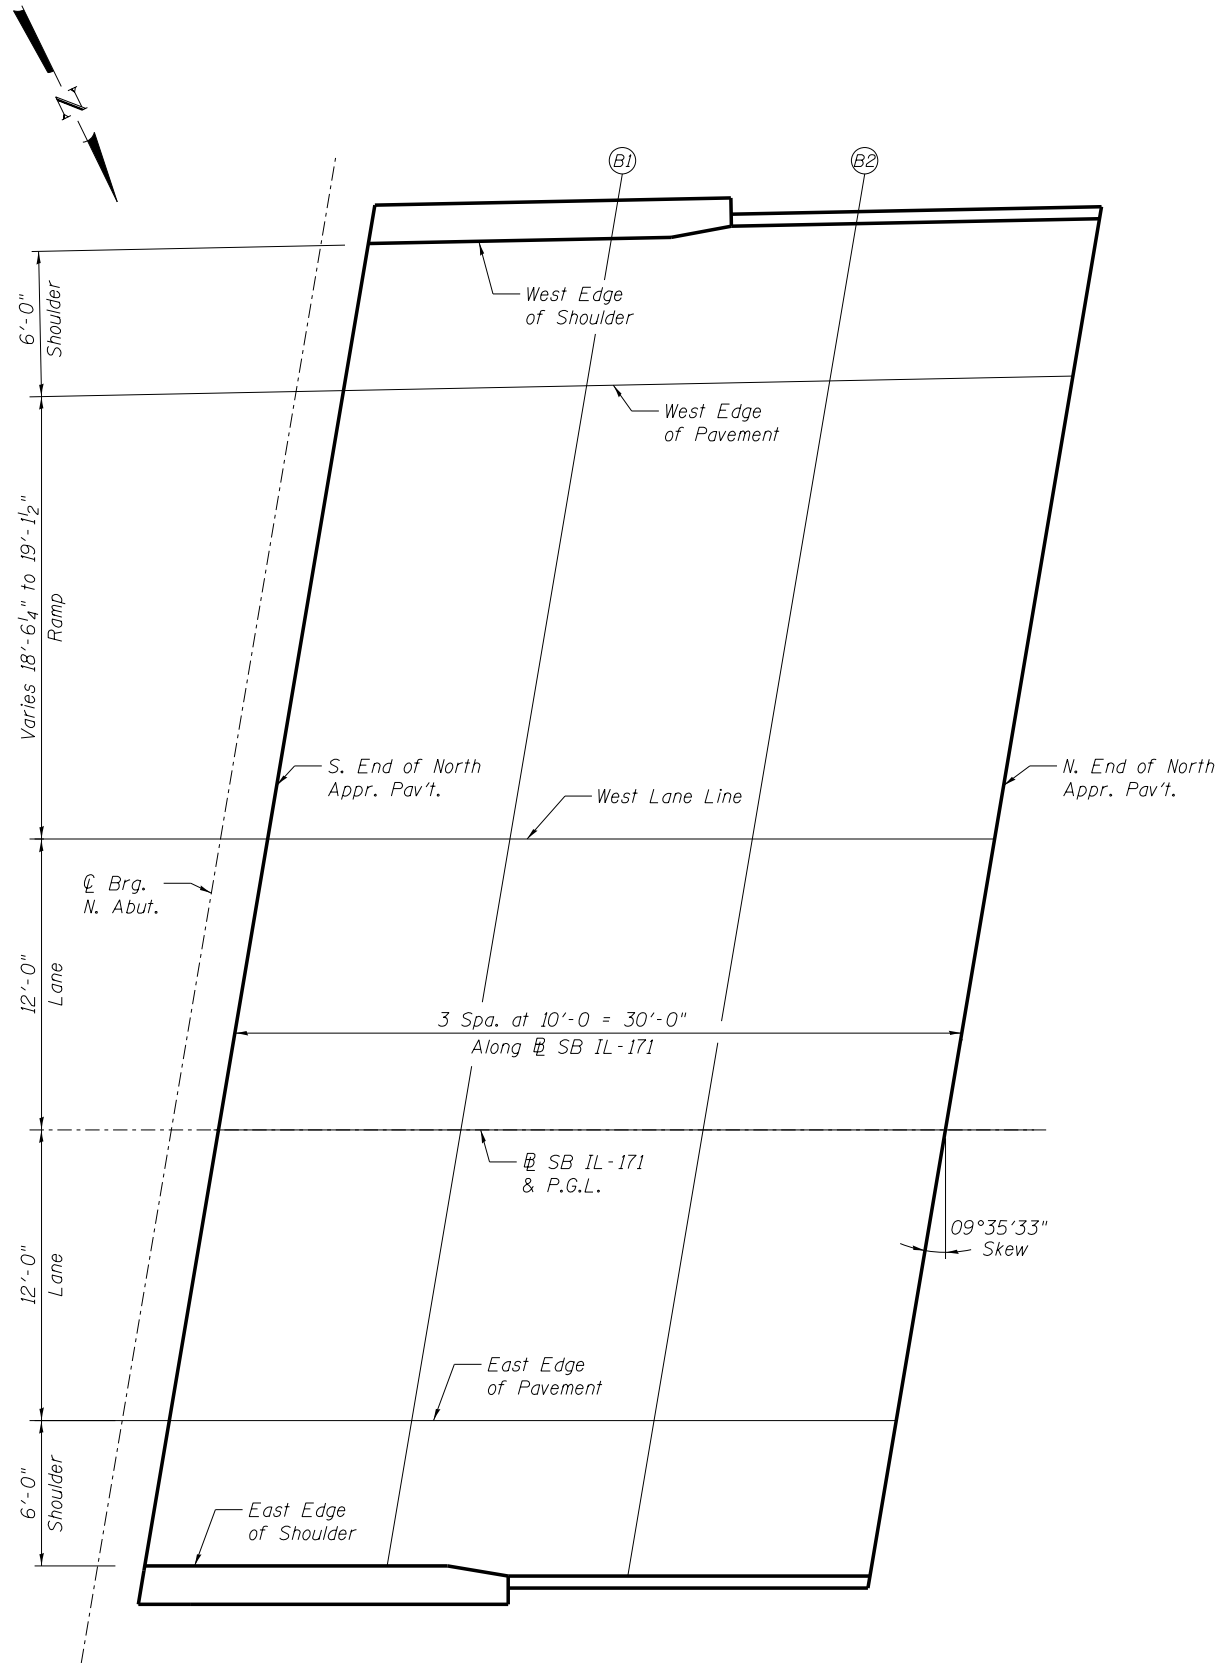 N
B1
B2
6'-0"
Shoulder
West Edge
of Shoulder
West Edge
of Pavement
Varies 18'-6¼" to 19'-1½"
Ramp
S. End of North
Appr. Pav't.
West Lane Line
N. End of North
Appr. Pav't.
℄ Brg.
N. Abut.
12'-0"
Lane
3 Spa. at 10'-0 = 30'-0"
Along ⅊ SB IL-171
⅊ SB IL-171
& P.G.L.
09°35'33"
Skew
12'-0"
Lane
East Edge
of Pavement
6'-0"
Shoulder
East Edge
of Shoulder